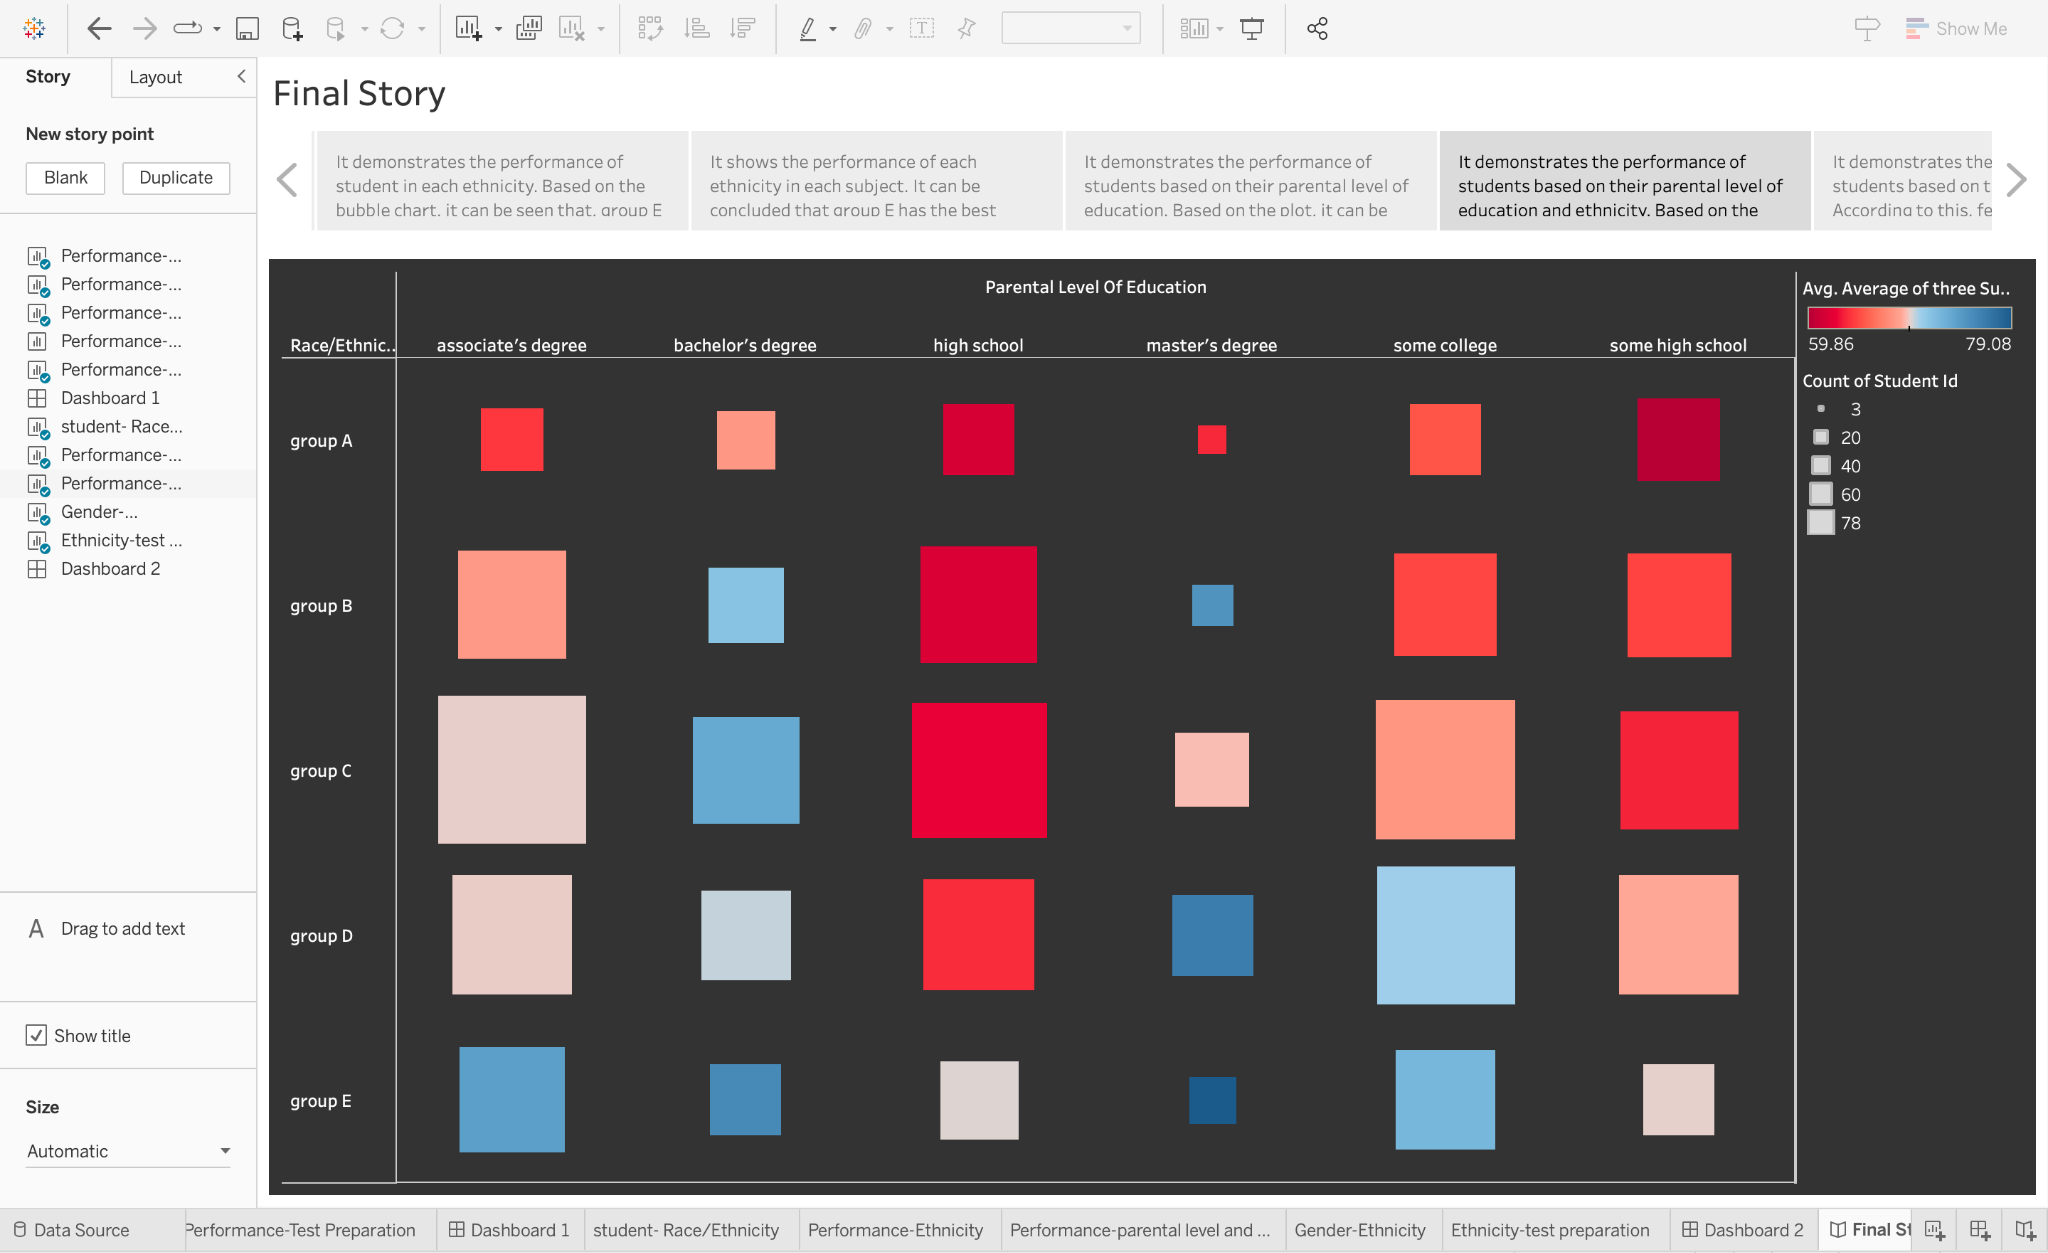 Show Me
Story
Layout
New story point
Blank
Duplicate
Performance-...
Performance-...
Performance-...
Performance-...
Performance-...
Dashboard 1
student- Race...
Performance-...
Performance-...
Gender-...
Ethnicity-test ...
Dashboard 2
A Drag to add text
Show title
Size
Automatic
Final Story
It demonstrates the performance of
student in each ethnicity. Based on the
bubble chart, it can be seen that, group E
It shows the performance of each
ethnicity in each subject. It can be
concluded that group E has the best
It demonstrates the performance of
students based on their parental level of
education. Based on the plot, it can be
It demonstrates the performance of
students based on their parental level of
education and ethnicity. Based on the
It demonstrates the
students based on t
According to this, fe
Parental Level Of Education
Race/Ethnic.. associate's degree bachelor's degree high school master's degree some college some high school
group A
group B
group C
group D
group E
Avg. Average of three Su..
59.86 79.08
Count of Student Id
3
20
40
60
78
Data Source Performance-Test Preparation Dashboard 1 student- Race/Ethnicity Performance-Ethnicity Performance-parental level and ... Gender-Ethnicity Ethnicity-test preparation Dashboard 2 Final St